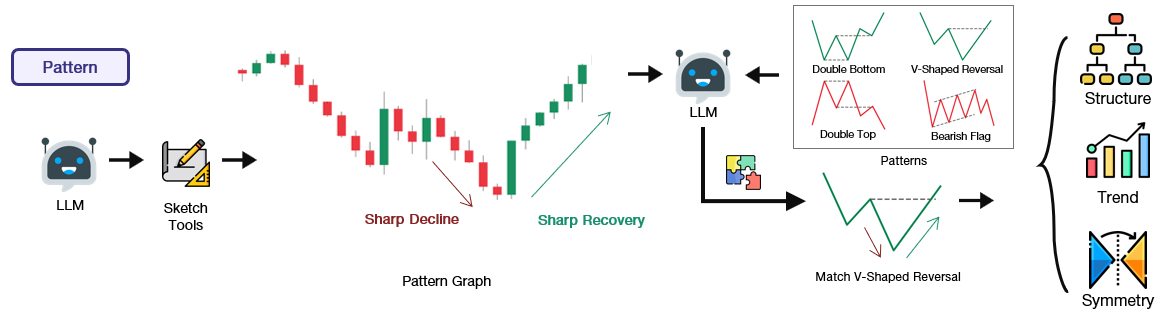 Pattern
LLM
Sketch
Tools
Sharp Decline
Sharp Recovery
Pattern Graph
LLM
Double Bottom
V-Shaped Reversal
Double Top
Bearish Flag
Patterns
Match V-Shaped Reversal
Structure
Trend
Symmetry